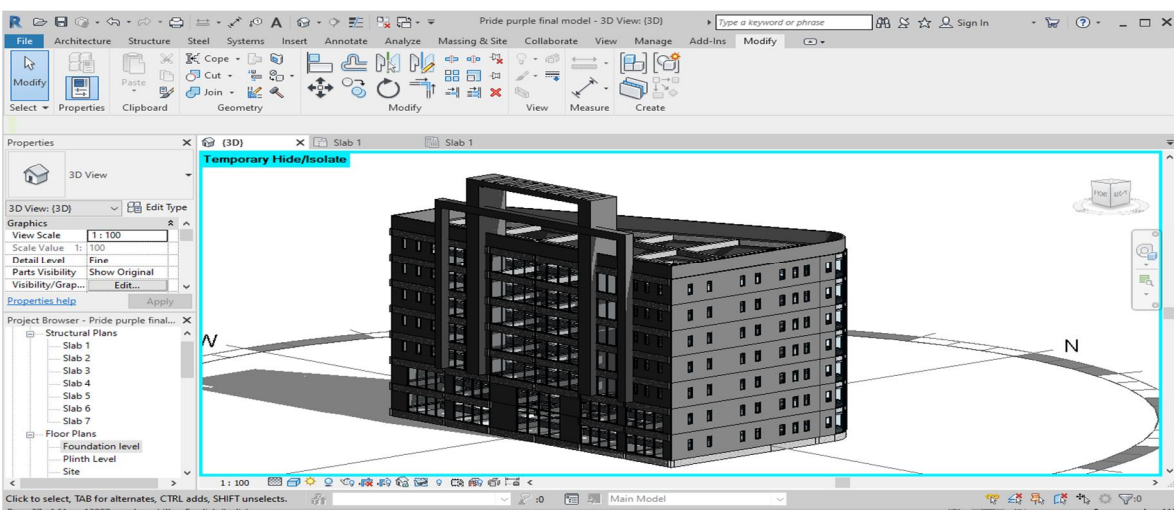 R A Pride purple final model - 3D View: {3D} Type a keyword or phrase Sign In
File Architecture Structure Steel Systems Insert Annotate Analyze Massing & Site Collaborate View Manage Add-Ins Modify
Modify Paste Cope Cut Join
Select Properties Clipboard Geometry Modify View Measure Create
Properties {3D} Slab 1 Slab 1
Temporary Hide/Isolate
3D View
3D View: {3D} Edit Type
Graphics
View Scale 1 : 100
Scale Value 1: 100
Detail Level Fine
Parts Visibility Show Original
Visibility/Grap... Edit...
Properties help Apply
Project Browser - Pride purple final...
Structural Plans
Slab 1
Slab 2
Slab 3
Slab 4
Slab 5
Slab 6
Slab 7
Floor Plans
Foundation level
Plinth Level
Site
W
N
1 : 100
Click to select, TAB for alternates, CTRL adds, SHIFT unselects. :0 Main Model :0